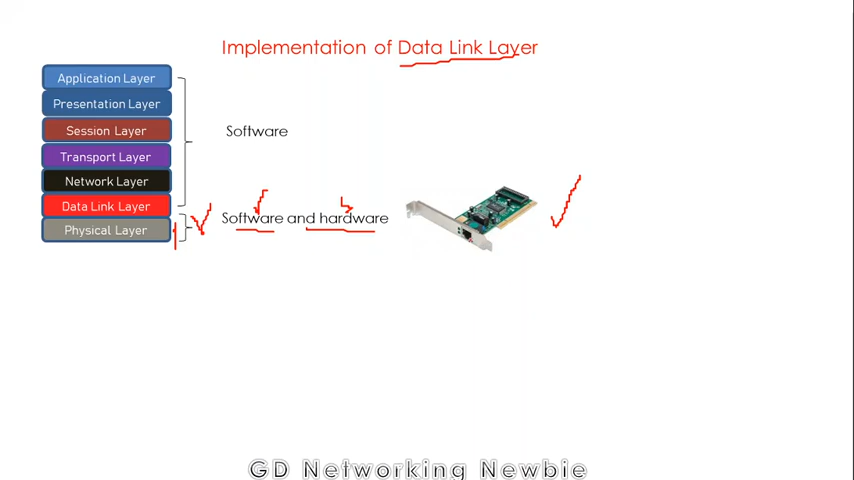 Implementation of Data Link Layer
Application Layer
Presentation Layer
Session Layer
Software
Transport Layer
Network Layer
Data Link Layer
Software and hardware
Physical Layer
GD Networking Newbie